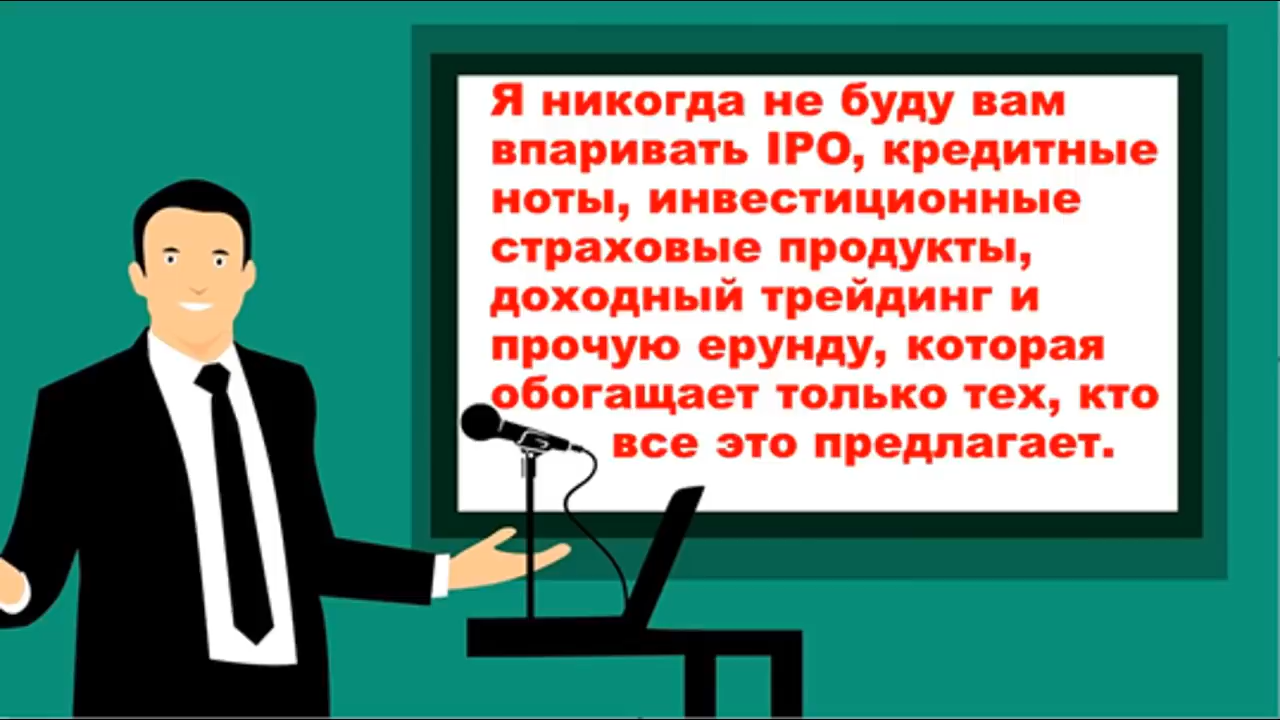 Я никогда не буду вам
впаривать IPO, кредитные
ноты, инвестиционные
страховые продукты,
доходный трейдинг и
прочую ерунду, которая
обогащает только тех, кто
все это предлагает.